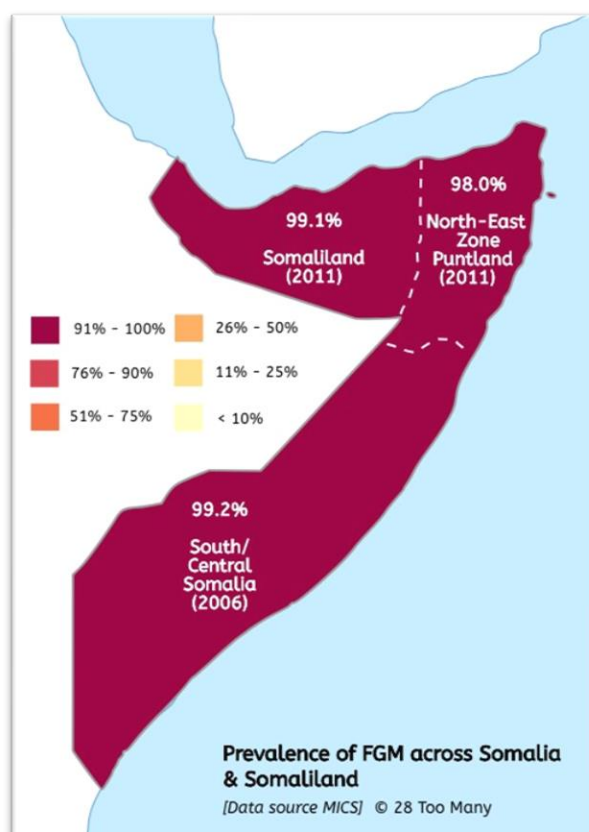 98.0%
North-East
Zone
Puntland
(2011)
99.1%
Somaliland
(2011)
91% - 100%
26% - 50%
76% - 90%
11% - 25%
51% - 75%
< 10%
99.2%
South/
Central
Somalia
(2006)
Prevalence of FGM across Somalia
& Somaliland
[Data source MICS] © 28 Too Many